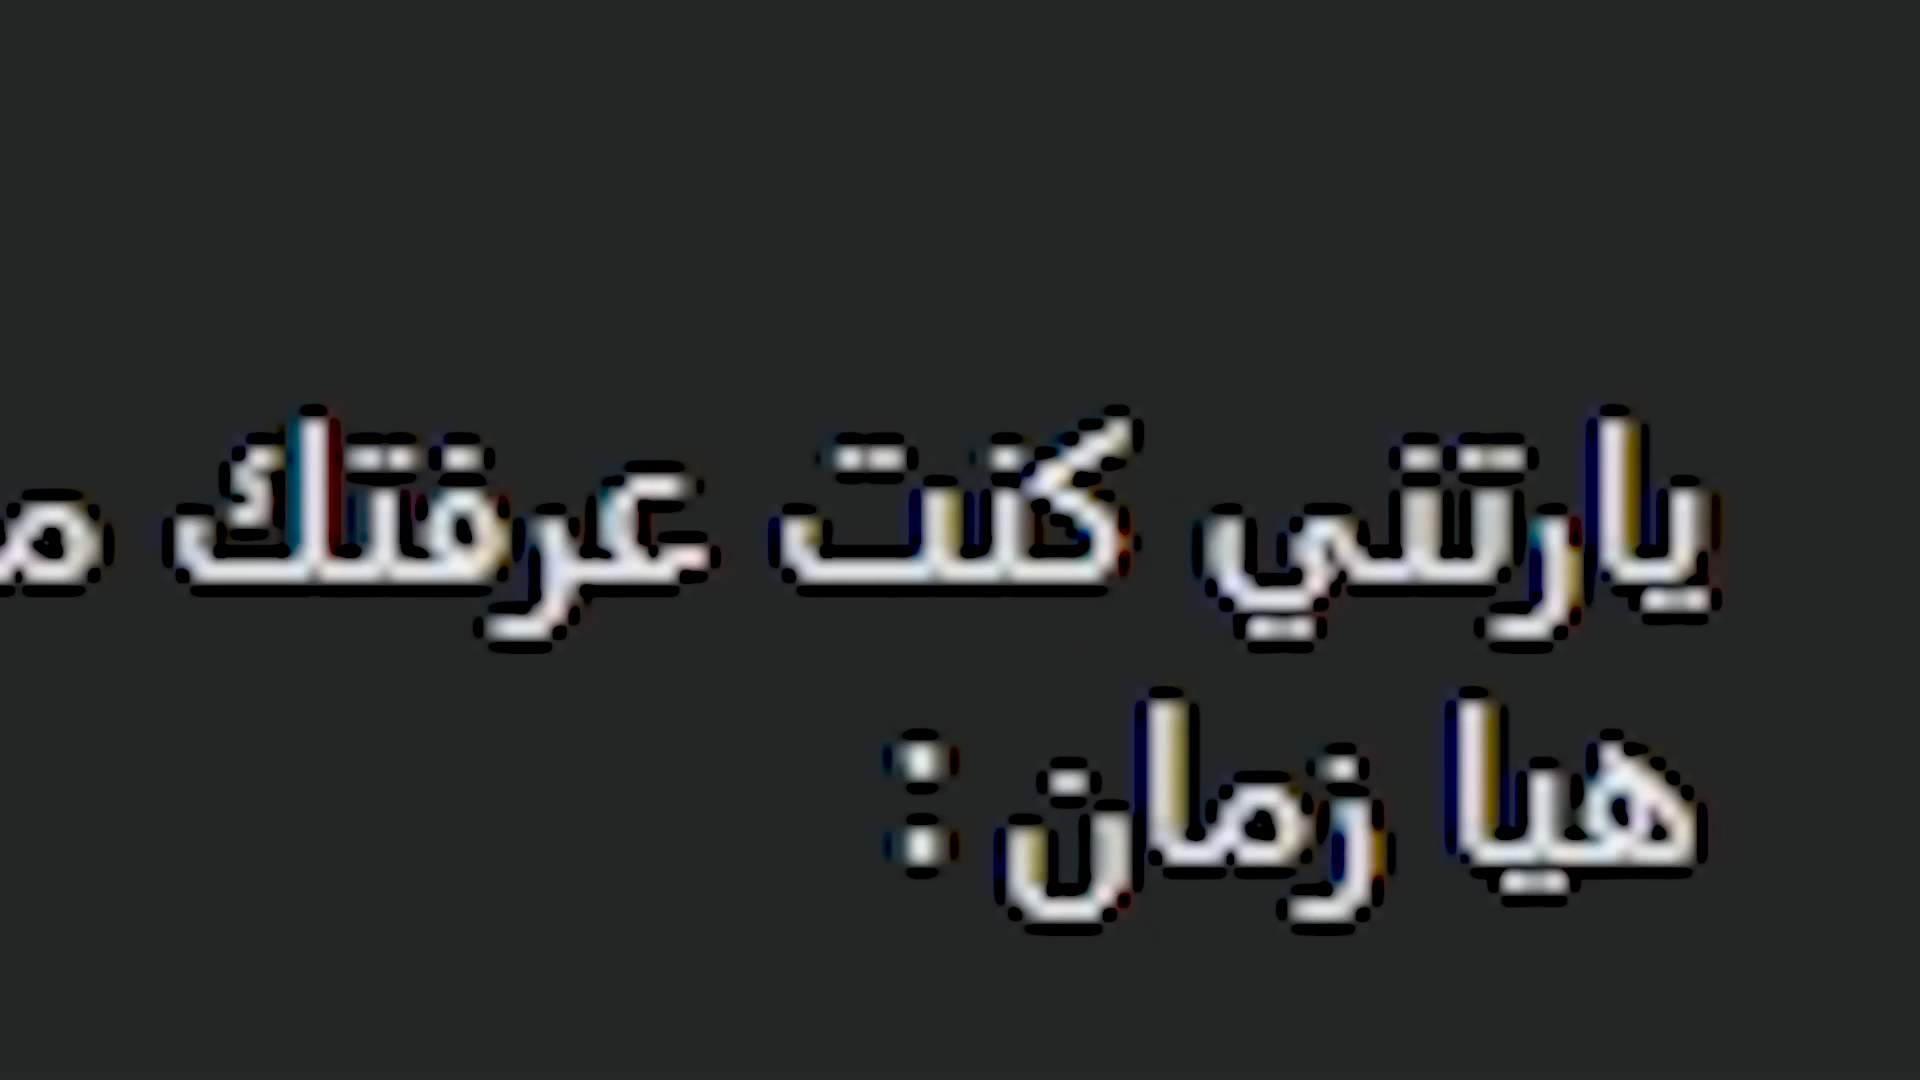 يارتني كنت عرفتك م
هيا زمان :